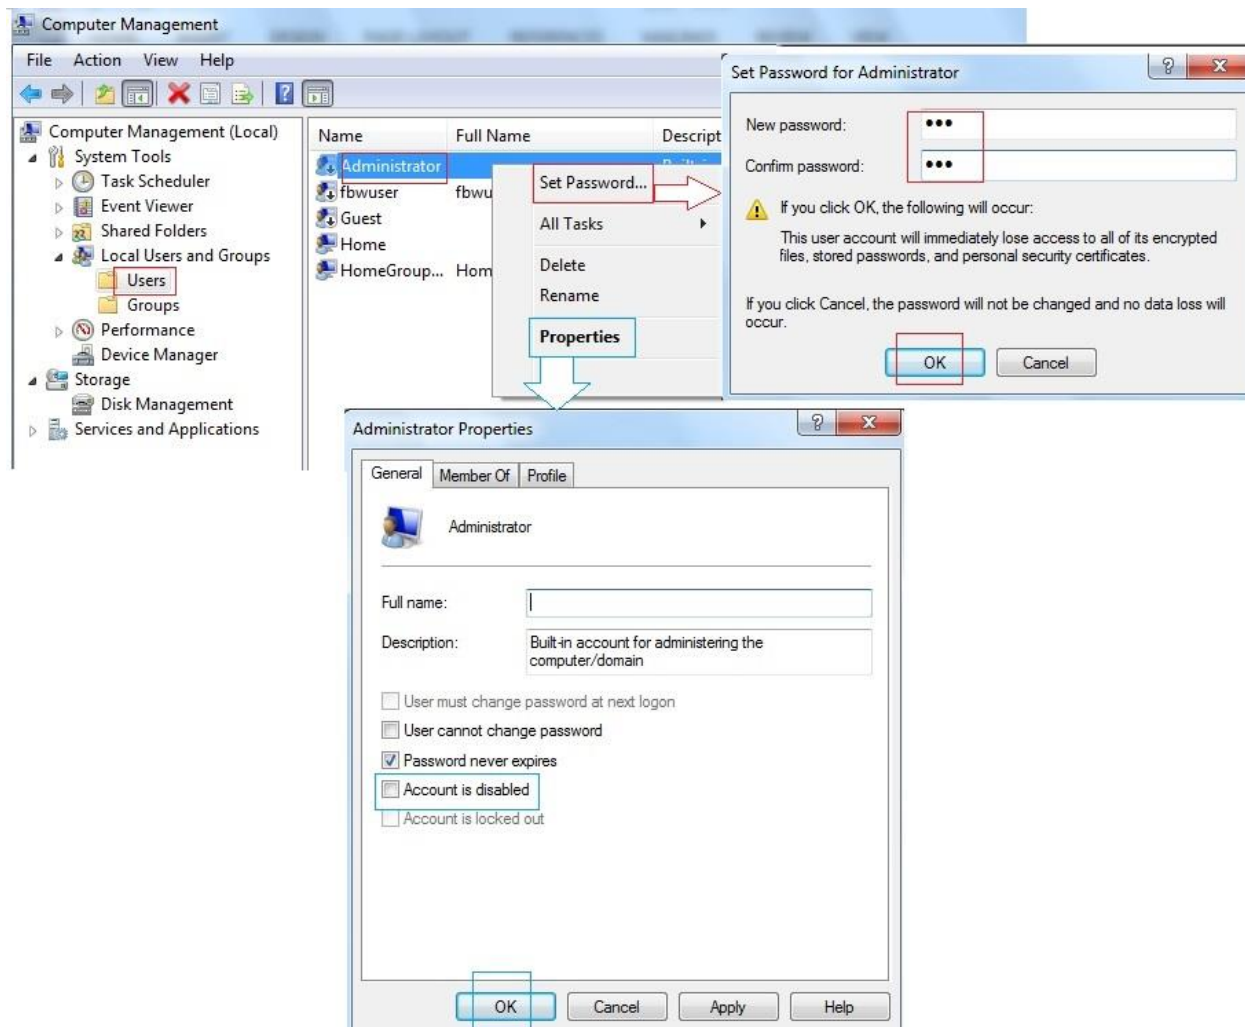 Computer Management
File Action View Help
Computer Management (Local)
System Tools
Task Scheduler
Event Viewer
Shared Folders
Local Users and Groups
Users
Groups
Performance
Device Manager
Storage
Disk Management
Services and Applications
Name Full Name Descript
Administrator
fbwuser fbwu
Guest
Home
HomeGroup... Hom
Set Password...
All Tasks
Delete
Rename
Properties
Set Password for Administrator
New password: •••
Confirm password: •••
If you click OK, the following will occur:
This user account will immediately lose access to all of its encrypted
files, stored passwords, and personal security certificates.
If you click Cancel, the password will not be changed and no data loss will
occur.
OK Cancel
Administrator Properties
General Member Of Profile
Administrator
Full name:
Description: Built-in account for administering the
computer/domain
User must change password at next logon
User cannot change password
Password never expires
Account is disabled
Account is locked out
OK Cancel Apply Help